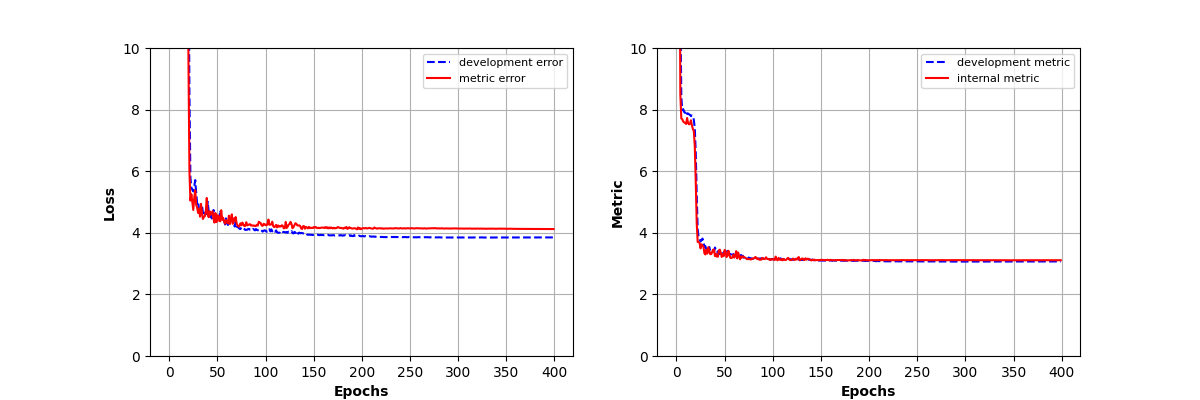 10
8
6
4
2
0
Loss
0 50 100 150 200 250 300 350 400
Epochs
development error
metric error
10
8
6
4
2
0
Metric
0 50 100 150 200 250 300 350 400
Epochs
development metric
internal metric